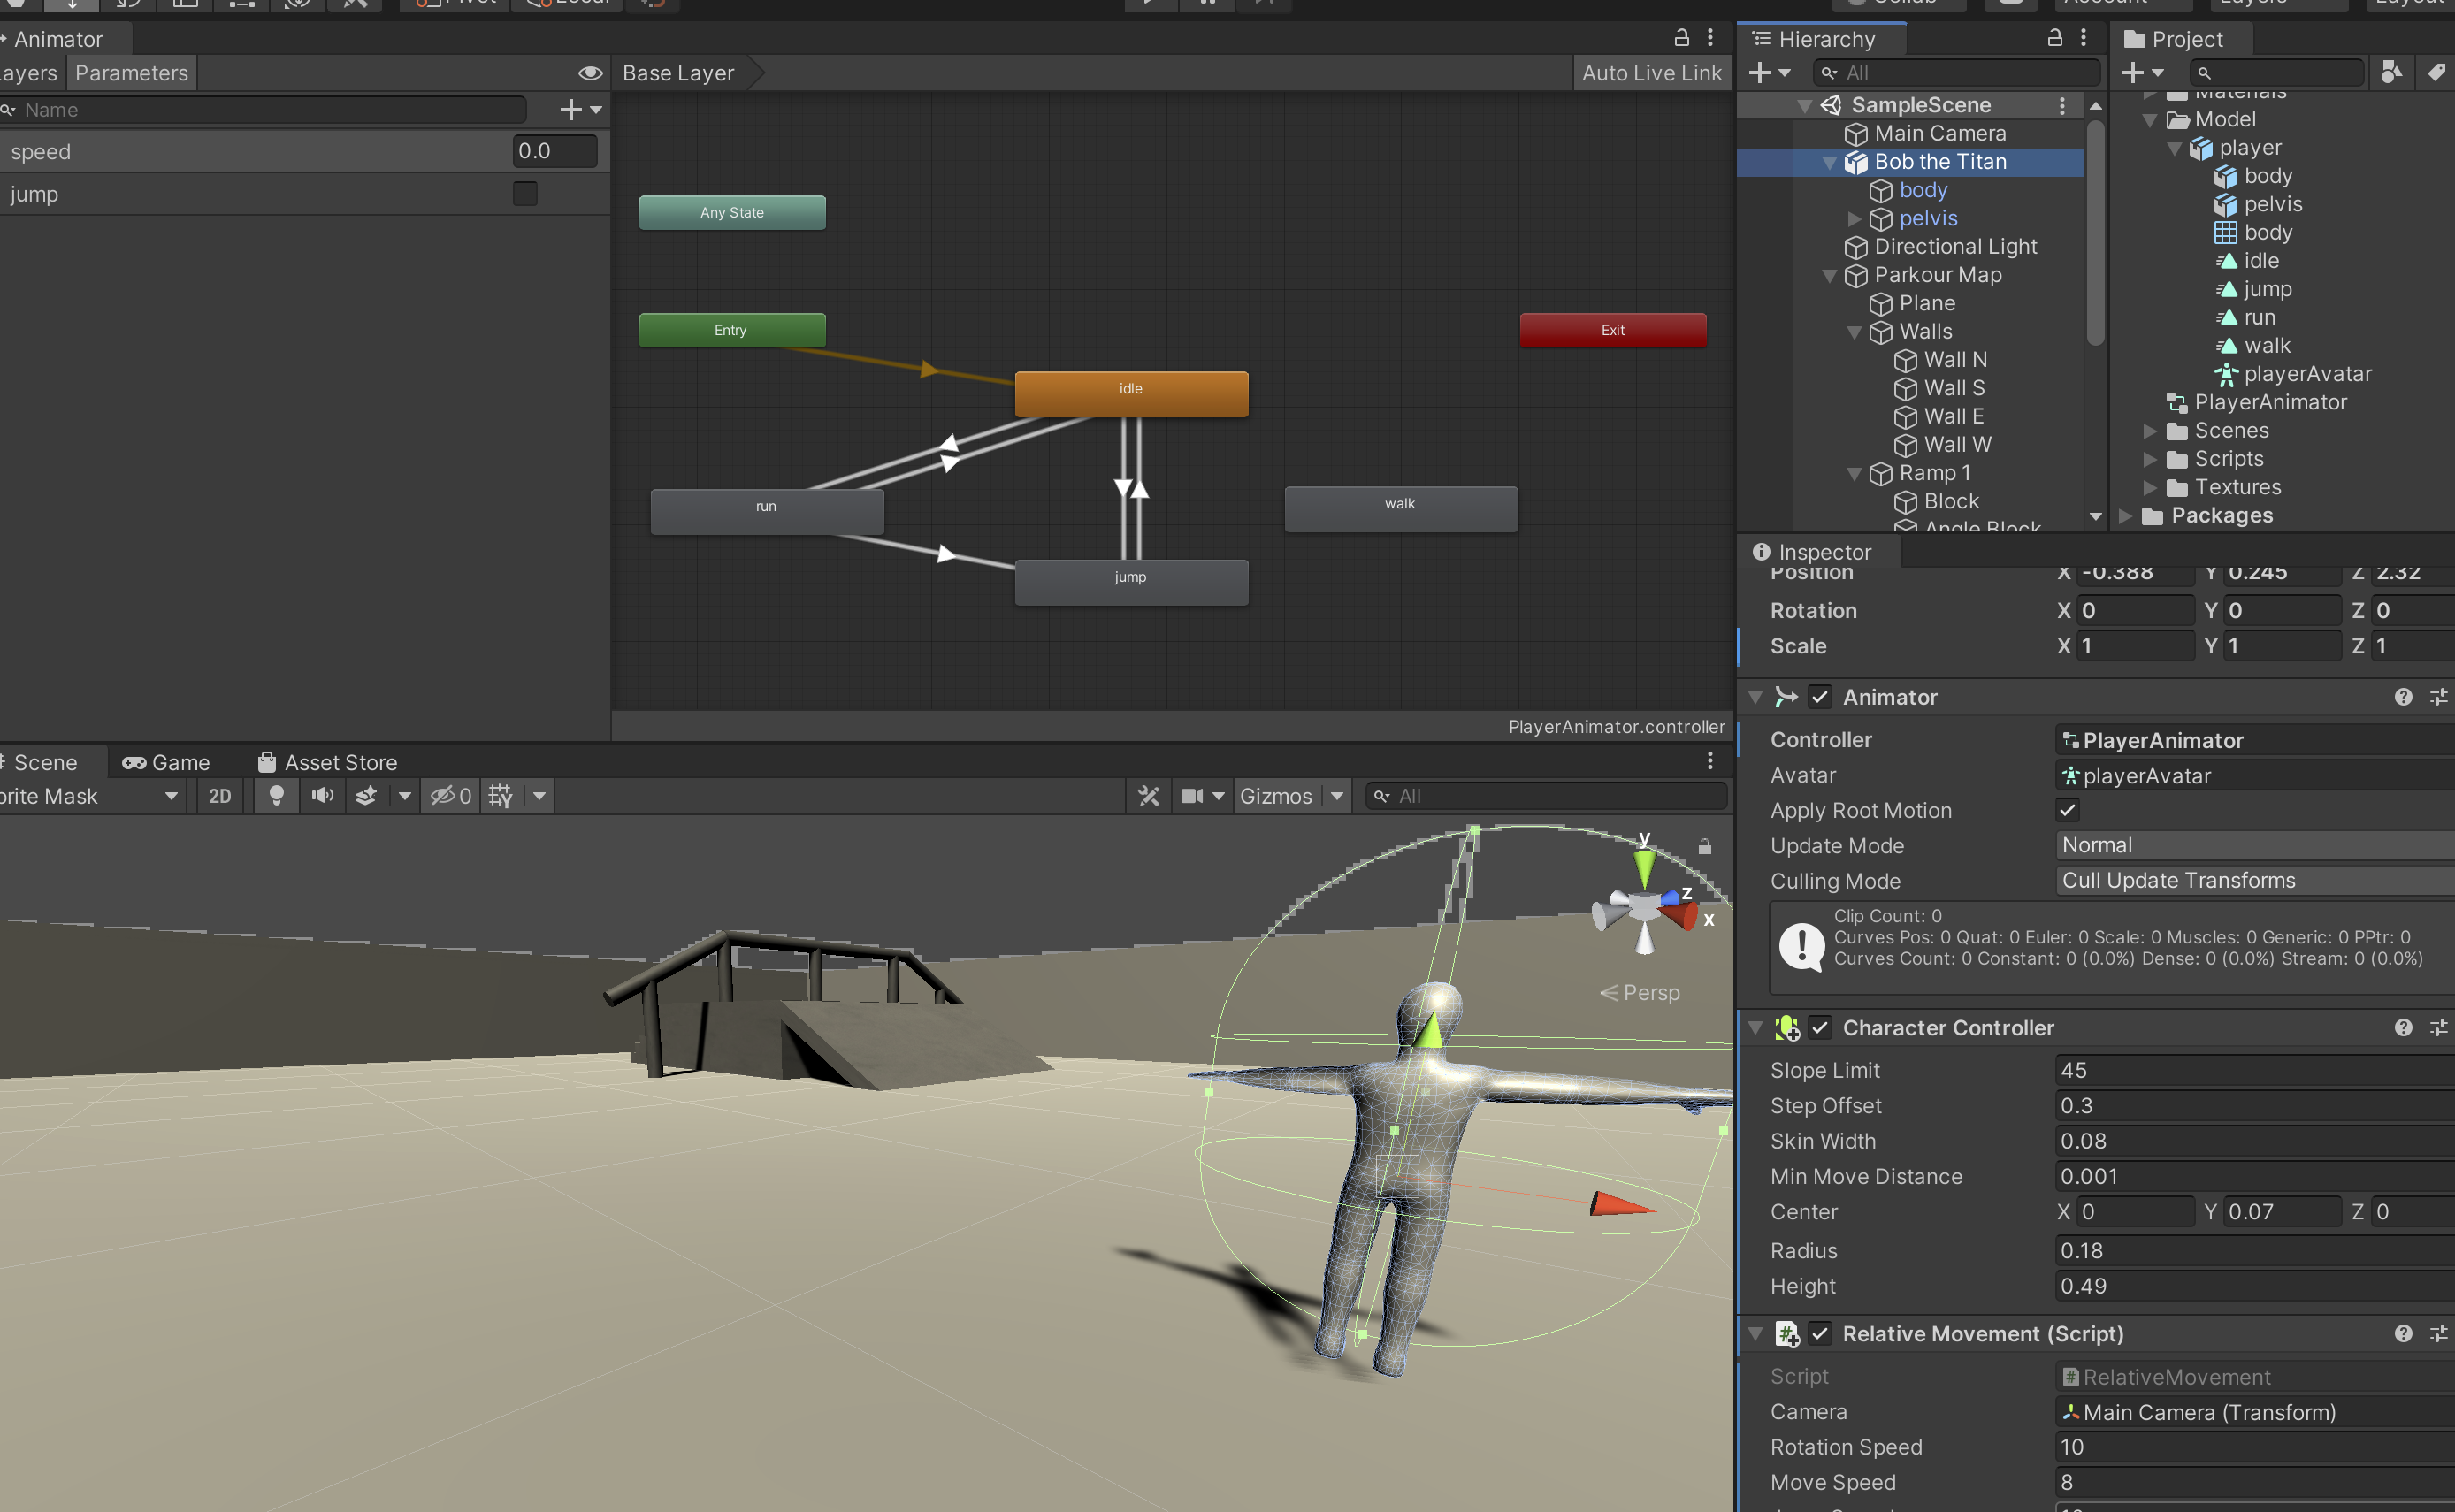 Animator
Layers Parameters
Name
speed 0.0
jump
Base Layer
Auto Live Link
Any State
Entry
Exit
idle
run
walk
jump
PlayerAnimator.controller
Scene Game Asset Store
2D
0
Gizmos
All
y
z
x
Persp
Hierarchy
All
SampleScene
Main Camera
Bob the Titan
body
pelvis
Directional Light
Parkour Map
Plane
Walls
Wall N
Wall S
Wall E
Wall W
Ramp 1
Block
Angle Block
Project
Materials
Model
player
body
pelvis
body
idle
jump
run
walk
playerAvatar
PlayerAnimator
Scenes
Scripts
Textures
Packages
Inspector
Position X -0.388 Y 0.245 Z 2.32
Rotation X 0 Y 0 Z 0
Scale X 1 Y 1 Z 1
Animator
Controller PlayerAnimator
Avatar playerAvatar
Apply Root Motion
Update Mode Normal
Culling Mode Cull Update Transforms
Clip Count: 0
Curves Pos: 0 Quat: 0 Euler: 0 Scale: 0 Muscles: 0 Generic: 0 PPtr: 0
Curves Count: 0 Constant: 0 (0.0%) Dense: 0 (0.0%) Stream: 0 (0.0%)
Character Controller
Slope Limit 45
Step Offset 0.3
Skin Width 0.08
Min Move Distance 0.001
Center X 0 Y 0.07 Z 0
Radius 0.18
Height 0.49
Relative Movement (Script)
Script RelativeMovement
Camera Main Camera (Transform)
Rotation Speed 10
Move Speed 8